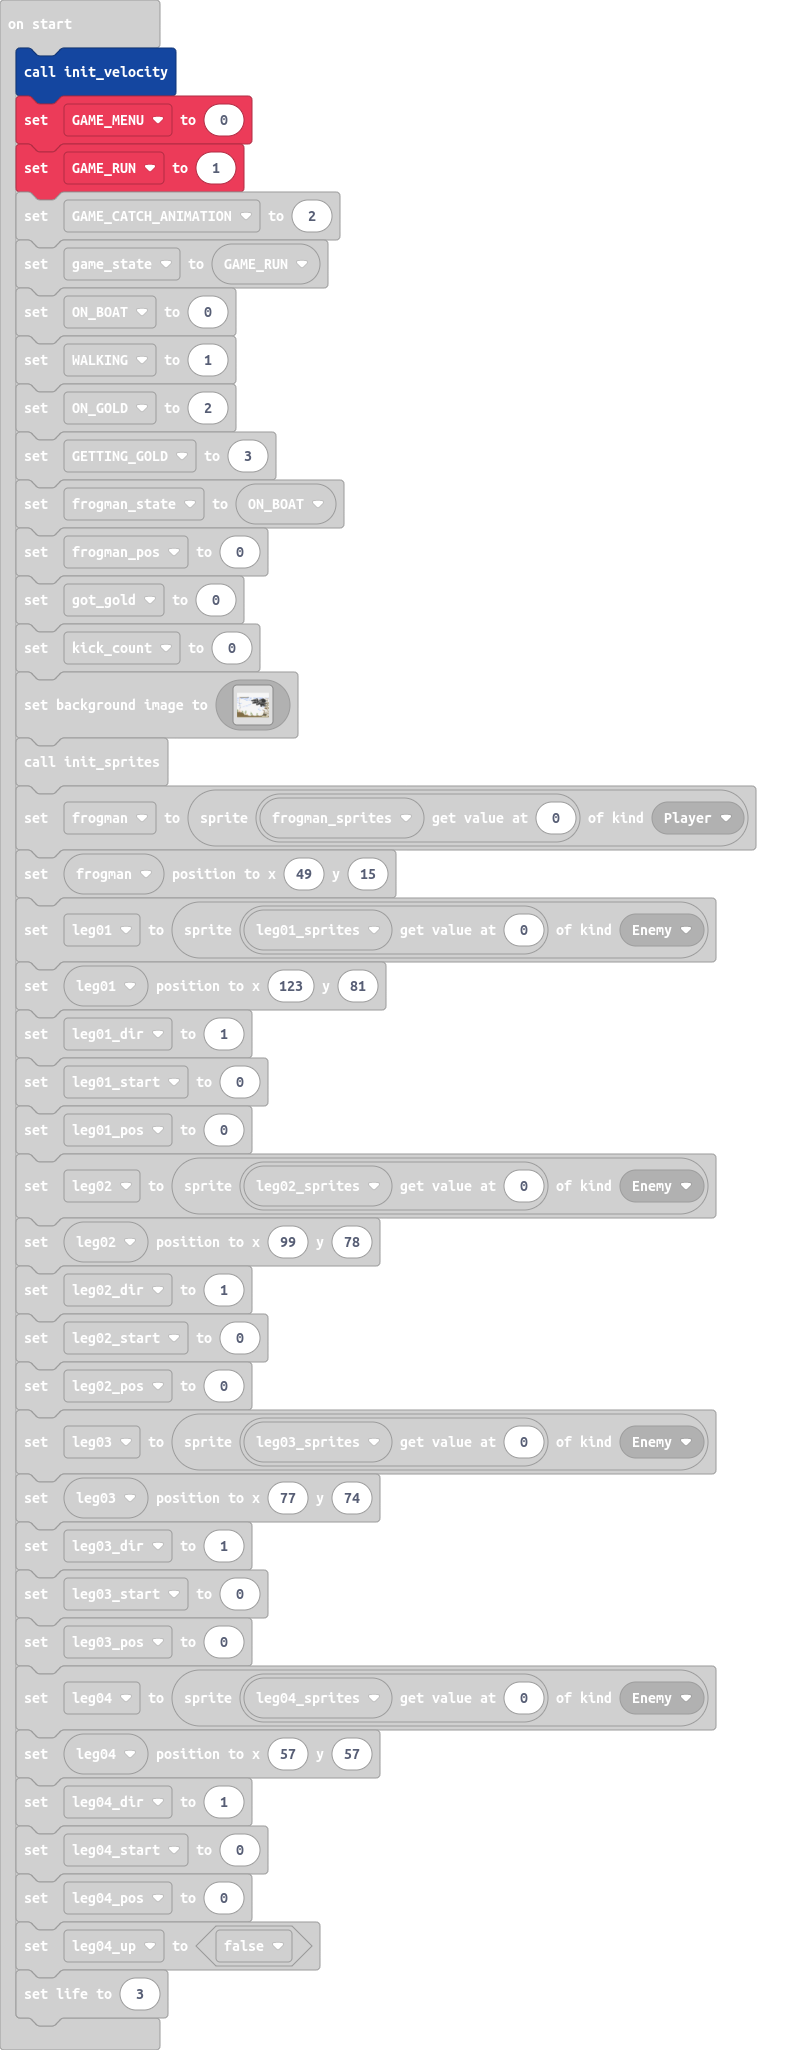 on start
call init_velocity
set GAME_MENU to 0
set GAME_RUN to 1
set GAME_CATCH_ANIMATION to 2
set game_state to GAME_RUN
set ON_BOAT to 0
set WALKING to 1
set ON_GOLD to 2
set GETTING_GOLD to 3
set frogman_state to ON_BOAT
set frogman_pos to 0
set got_gold to 0
set kick_count to 0
set background image to
call init_sprites
set frogman to sprite frogman_sprites get value at 0 of kind Player
set frogman position to x 49 y 15
set leg01 to sprite leg01_sprites get value at 0 of kind Enemy
set leg01 position to x 123 y 81
set leg01_dir to 1
set leg01_start to 0
set leg01_pos to 0
set leg02 to sprite leg02_sprites get value at 0 of kind Enemy
set leg02 position to x 99 y 78
set leg02_dir to 1
set leg02_start to 0
set leg02_pos to 0
set leg03 to sprite leg03_sprites get value at 0 of kind Enemy
set leg03 position to x 77 y 74
set leg03_dir to 1
set leg03_start to 0
set leg03_pos to 0
set leg04 to sprite leg04_sprites get value at 0 of kind Enemy
set leg04 position to x 57 y 57
set leg04_dir to 1
set leg04_start to 0
set leg04_pos to 0
set leg04_up to false
set life to 3